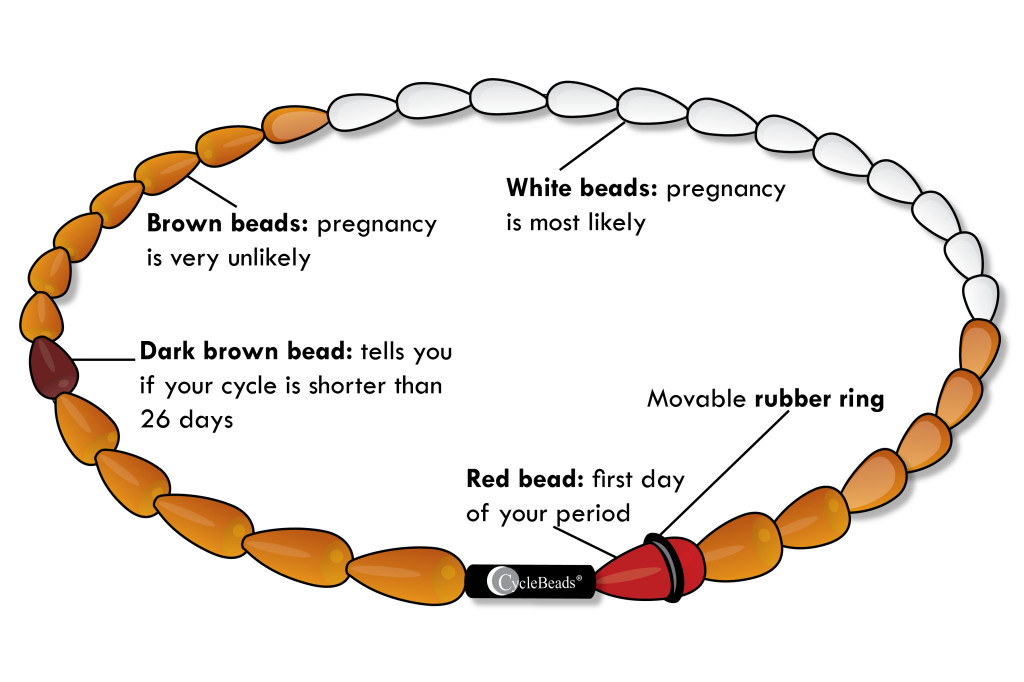 White beads: pregnancy
is most likely
Brown beads: pregnancy
is very unlikely
Dark brown bead: tells you
if your cycle is shorter than
26 days
Movable rubber ring
Red bead: first day
of your period
CycleBeads®